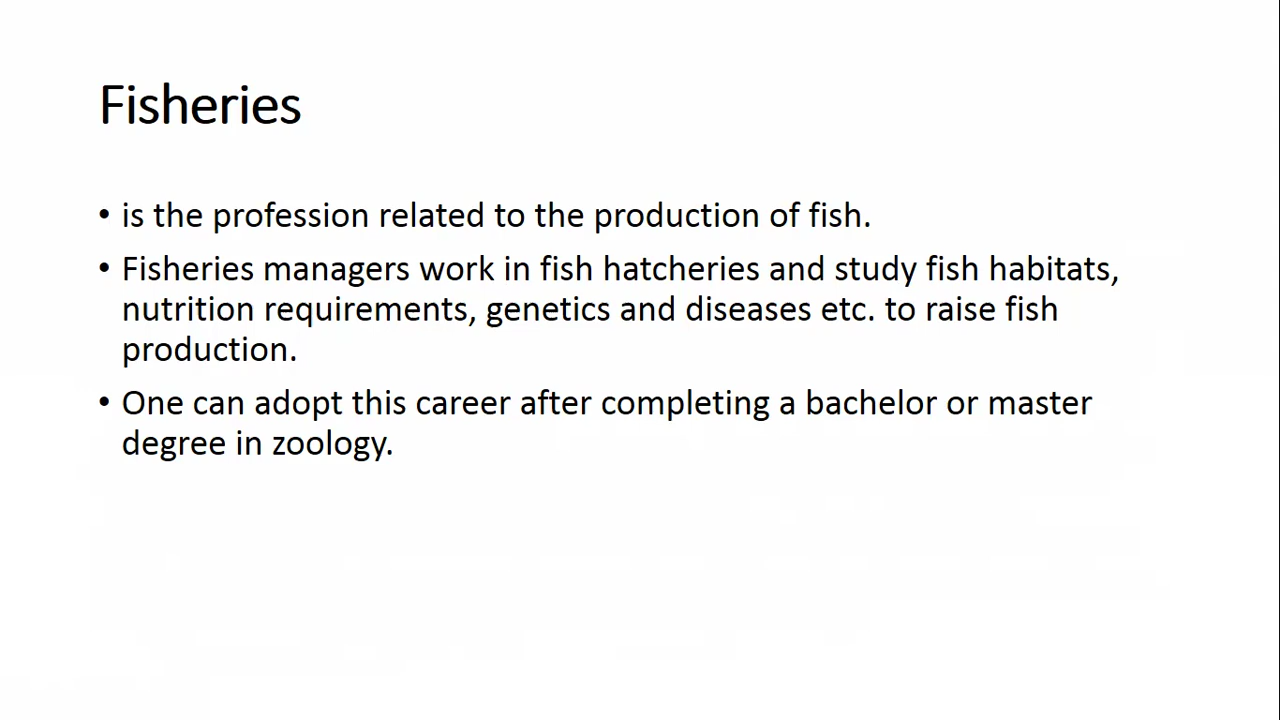 Fisheries
• is the profession related to the production of fish.
• Fisheries managers work in fish hatcheries and study fish habitats,
nutrition requirements, genetics and diseases etc. to raise fish
production.
• One can adopt this career after completing a bachelor or master
degree in zoology.